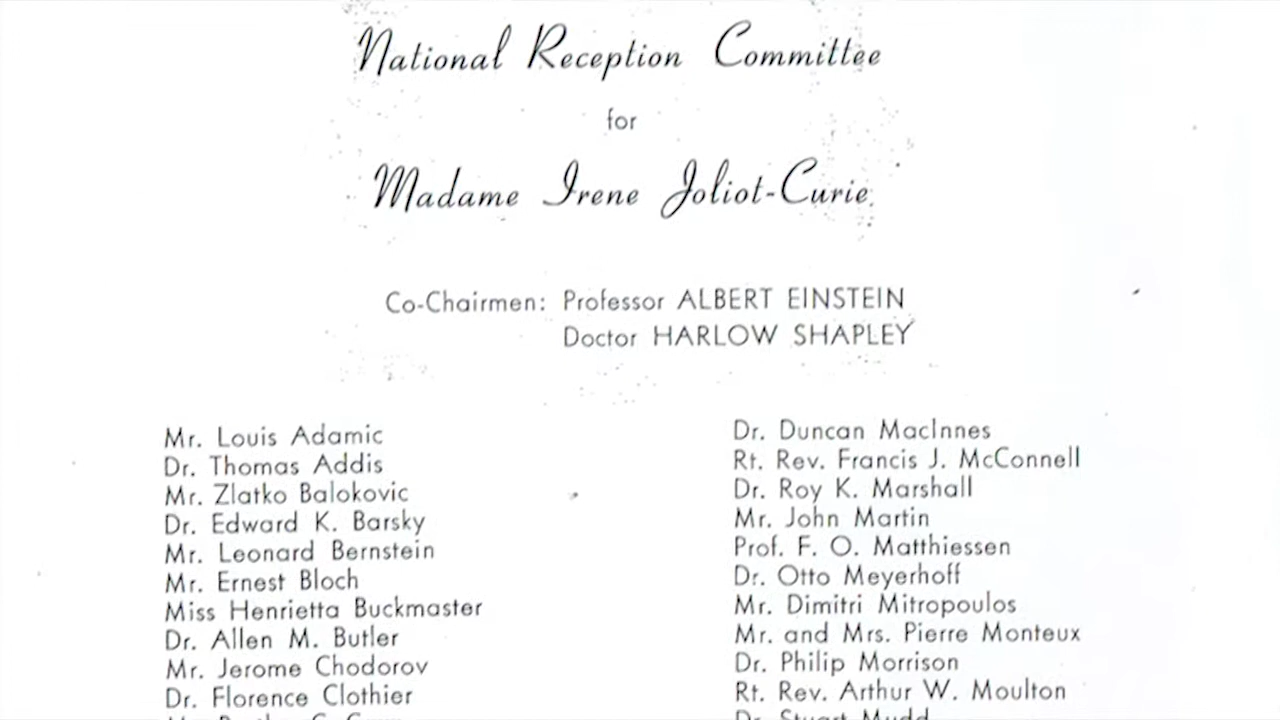 National Reception Committee
for
Madame Irene Joliot-Curie
Co-Chairmen: Professor ALBERT EINSTEIN
Doctor HARLOW SHAPLEY
Mr. Louis Adamic
Dr. Thomas Addis
Mr. Zlatko Balokovic
Dr. Edward K. Barsky
Mr. Leonard Bernstein
Mr. Ernest Bloch
Miss Henrietta Buckmaster
Dr. Allen M. Butler
Mr. Jerome Chodorov
Dr. Florence Clothier
Dr. Duncan MacInnes
Rt. Rev. Francis J. McConnell
Dr. Roy K. Marshall
Mr. John Martin
Prof. F. O. Matthiessen
Dr. Otto Meyerhoff
Mr. Dimitri Mitropoulos
Mr. and Mrs. Pierre Monteux
Dr. Philip Morrison
Rt. Rev. Arthur W. Moulton
Dr. Stuart Mudd